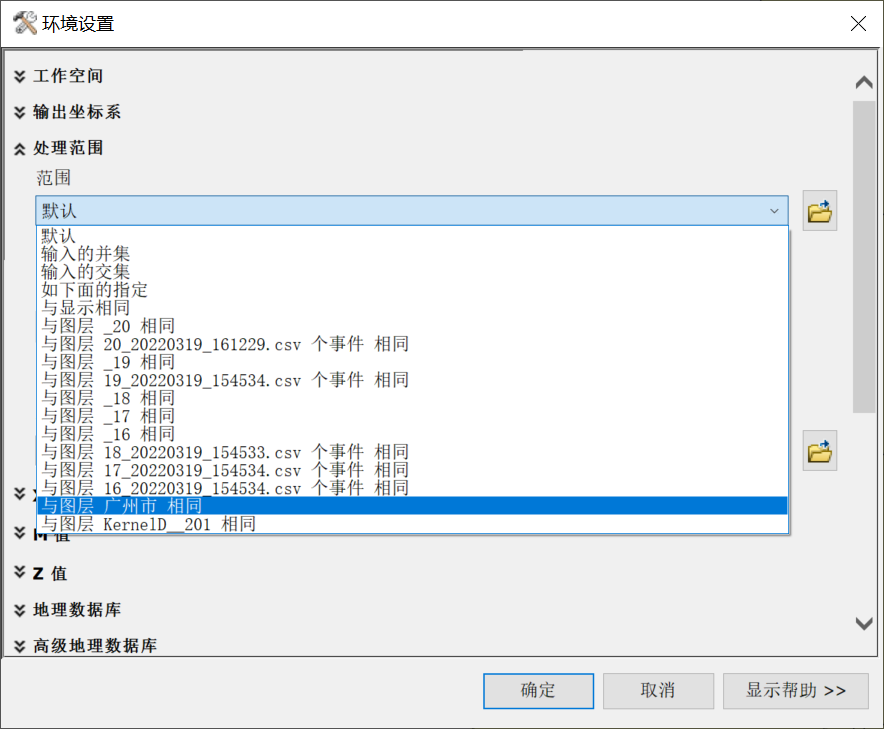 环境设置
工作空间
输出坐标系
处理范围
范围
默认
默认
输入的并集
输入的交集
如下面的指定
与显示相同
与图层 _20 相同
与图层 20_20220319_161229.csv 个事件 相同
与图层 _19 相同
与图层 19_20220319_154534.csv 个事件 相同
与图层 _18 相同
与图层 _17 相同
与图层 _16 相同
与图层 18_20220319_154533.csv 个事件 相同
与图层 17_20220319_154534.csv 个事件 相同
与图层 16_20220319_154534.csv 个事件 相同
与图层 广州市 相同
与图层 KernelD__201 相同
M 值
Z 值
地理数据库
高级地理数据库
确定
取消
显示帮助 >>